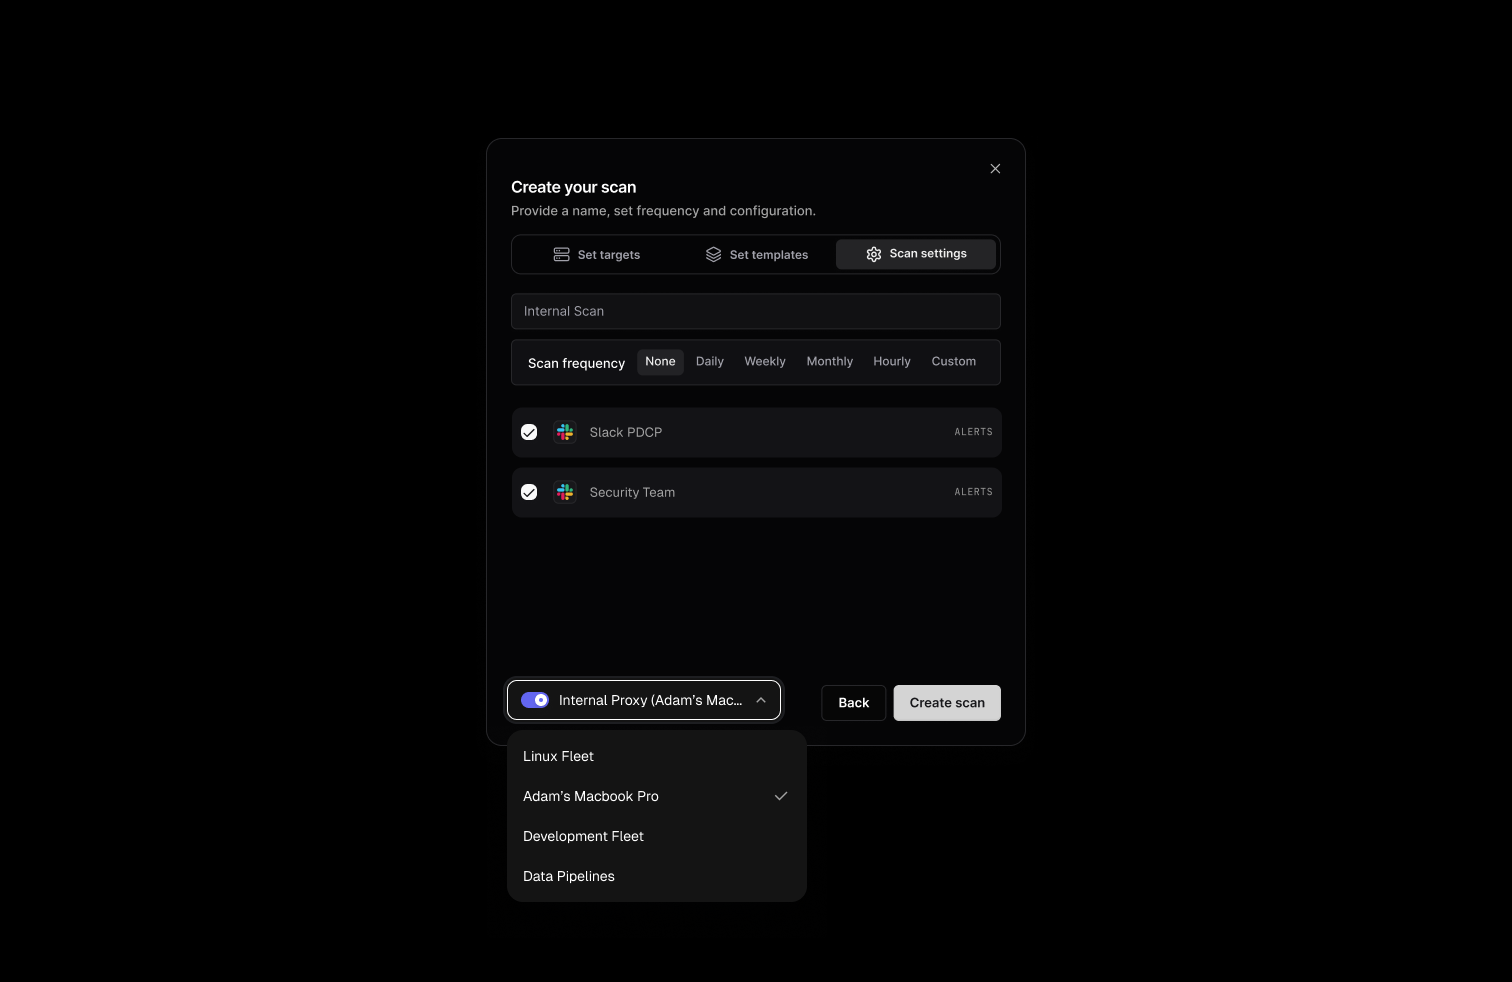 Create your scan
Provide a name, set frequency and configuration.
Set targets Set templates Scan settings
Internal Scan
Scan frequency None Daily Weekly Monthly Hourly Custom
Slack PDCP ALERTS
Security Team ALERTS
Internal Proxy (Adam’s Mac... Back Create scan
Linux Fleet
Adam’s Macbook Pro
Development Fleet
Data Pipelines